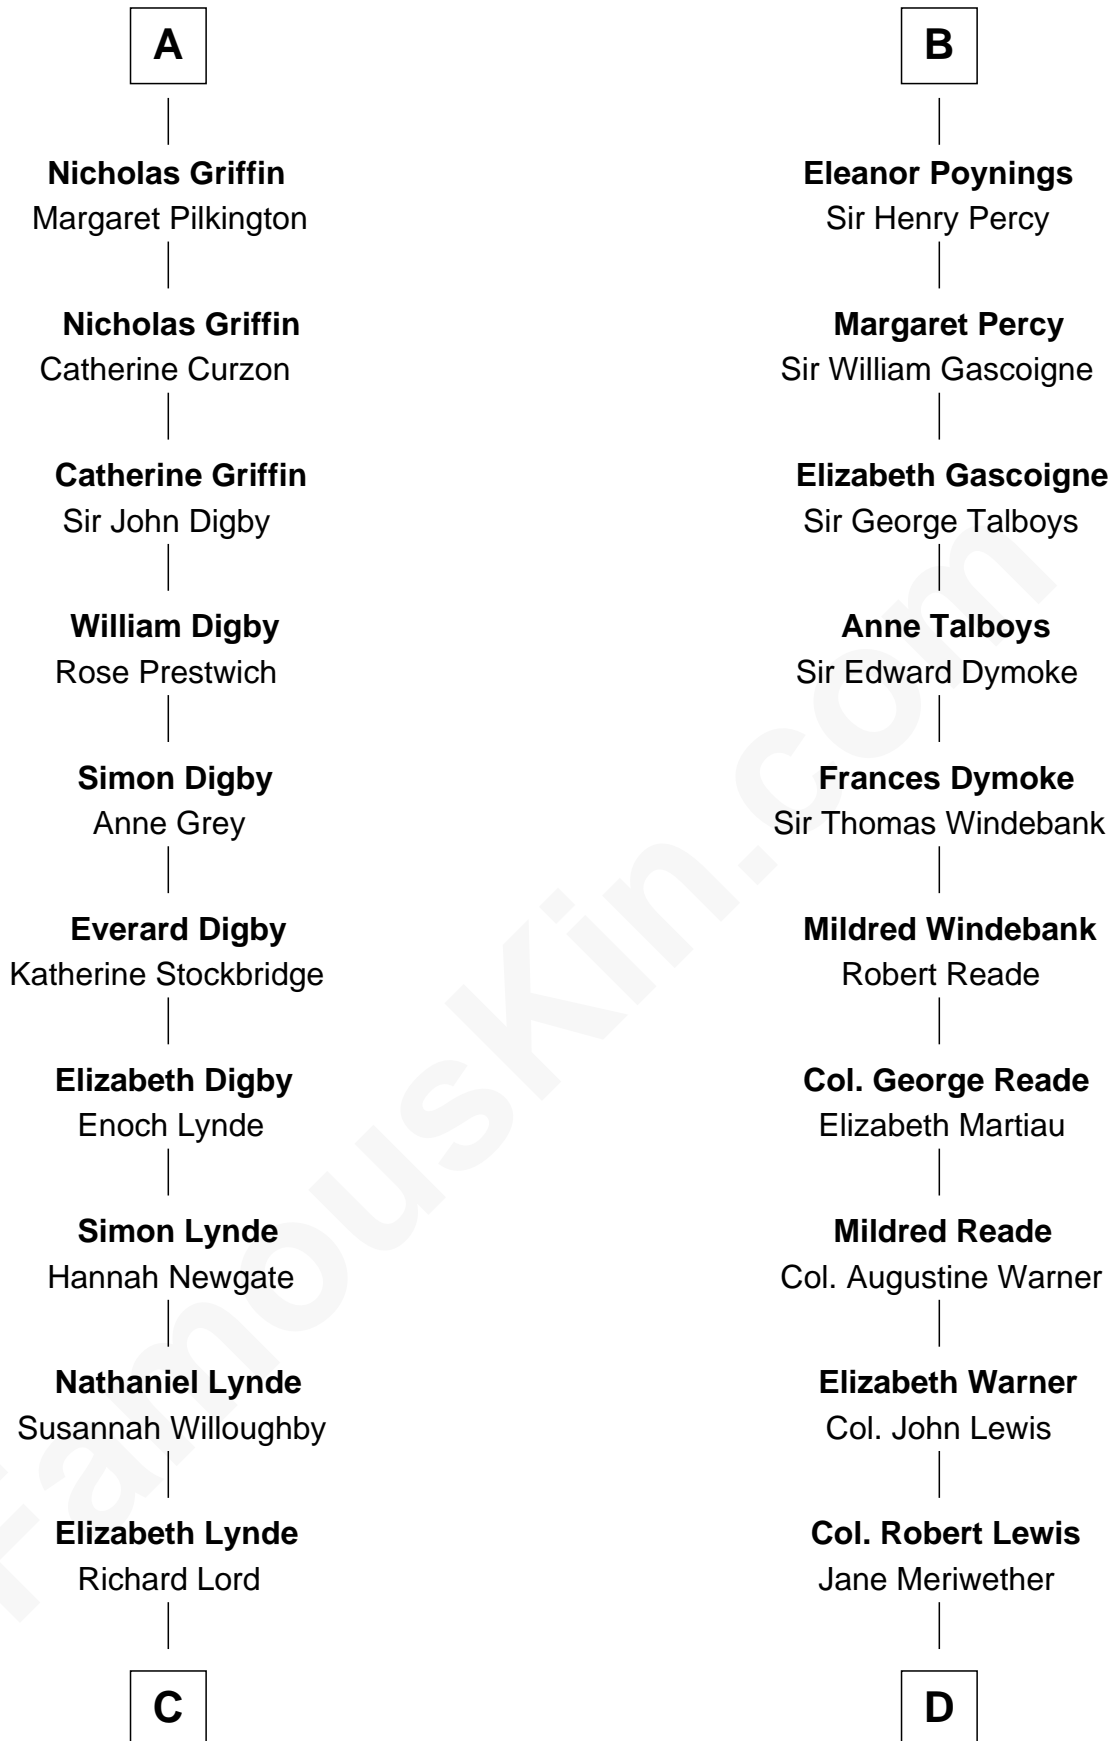 A
Nicholas Griffin
Margaret Pilkington
Nicholas Griffin
Catherine Curzon
Catherine Griffin
Sir John Digby
William Digby
Rose Prestwich
Simon Digby
Anne Grey
Everard Digby
Katherine Stockbridge
Elizabeth Digby
Enoch Lynde
Simon Lynde
Hannah Newgate
Nathaniel Lynde
Susannah Willoughby
Elizabeth Lynde
Richard Lord
C
B
Eleanor Poynings
Sir Henry Percy
Margaret Percy
Sir William Gascoigne
Elizabeth Gascoigne
Sir George Talboys
Anne Talboys
Sir Edward Dymoke
Frances Dymoke
Sir Thomas Windebank
Mildred Windebank
Robert Reade
Col. George Reade
Elizabeth Martiau
Mildred Reade
Col. Augustine Warner
Elizabeth Warner
Col. John Lewis
Col. Robert Lewis
Jane Meriwether
D
FamousKin.com